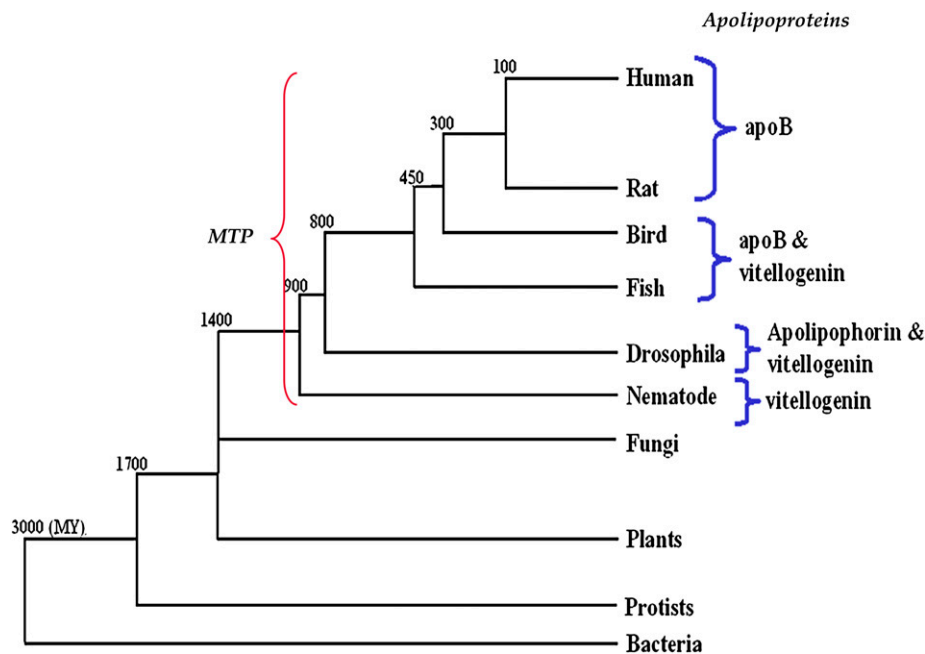 Apolipoproteins
100
Human
apoB
300
450
Rat
MTP
800
Bird
apoB &
vitellogenin
900
Fish
1400
Drosophila
Apolipophorin &
vitellogenin
Nematode
vitellogenin
Fungi
1700
3000 (MY).
Plants
Protists
Bacteria